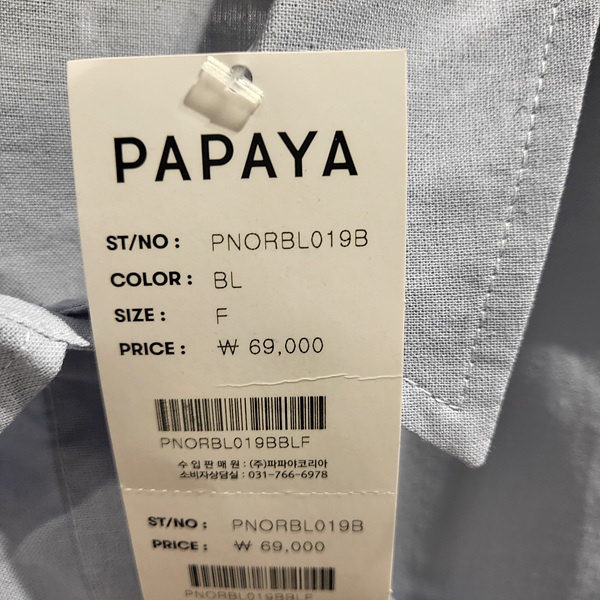 PAPAYA
ST/NO : PNORBL019B
COLOR : BL
SIZE : F
PRICE : ₩ 69,000
PNORBL019BBLF
수 입 판 매 원 : (주)파파야코리아
소비자상담실 : 031-766-6978
ST/NO : PNORBL019B
PRICE : ₩ 69,000
PNORBL019BBLF